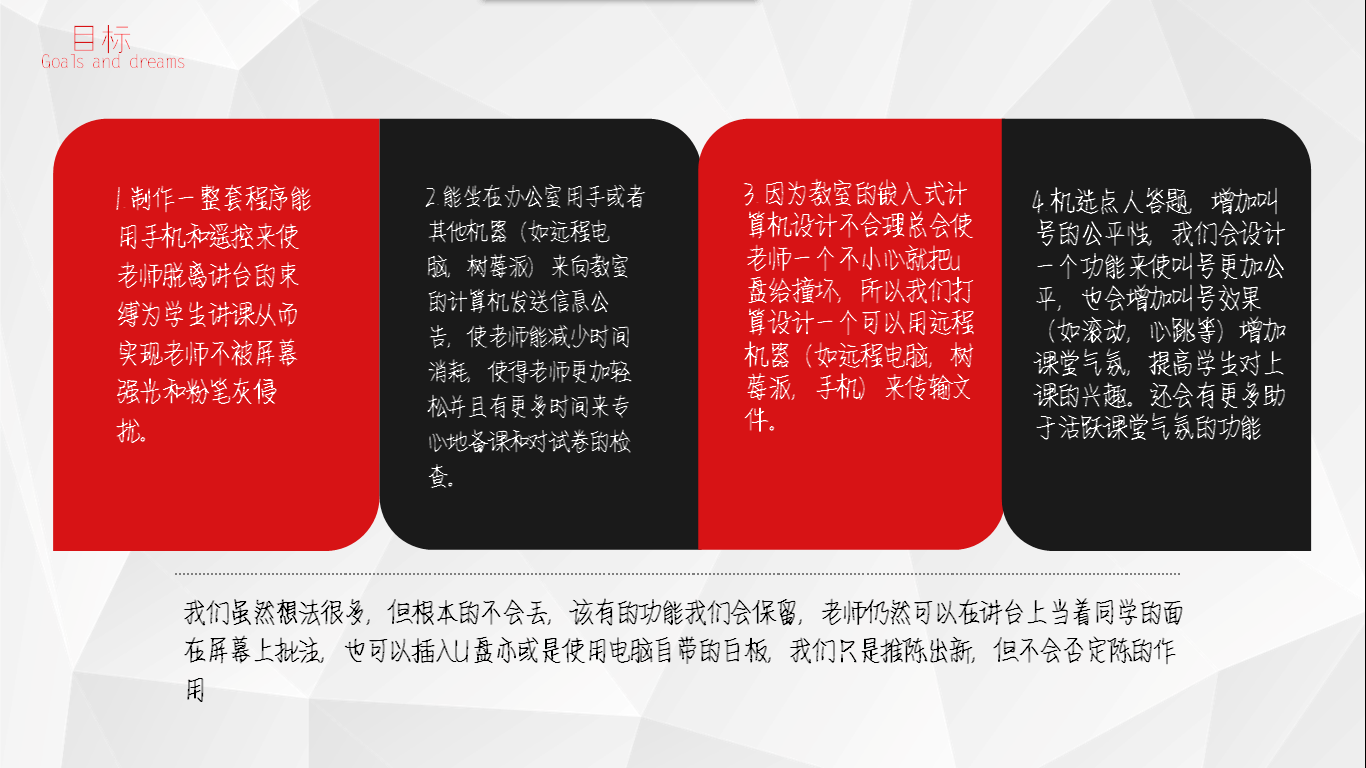 目标
Goals and dreams
1.制作一整套程序能
用手机和遥控来使
老师脱离讲台的束
缚为学生讲课从而
实现老师不被屏幕
强光和粉笔灰侵
扰。
2.能坐在办公室用手或者
其他机器（如远程电
脑，树莓派）来向教室
的计算机发送信息公
告，使老师能减少时间
消耗，使得老师更加轻
松并且有更多时间来专
心地备课和对试卷的检
查。
3.因为教室的嵌入式计
算机设计不合理总会使
老师一个不小心就把u
盘给撞坏，所以我们打
算设计一个可以用远程
机器（如远程电脑，树
莓派，手机）来传输文
件。
4.机选点人答题，增加叫
号的公平性，我们会设计
一个功能来使叫号更加公
平，也会增加叫号效果
（如滚动，心跳等）增加
课堂气氛，提高学生对上
课的兴趣。还会有更多助
于活跃课堂气氛的功能
我们虽然想法很多，但根本的不会丢，该有的功能我们会保留，老师仍然可以在讲台上当着同学的面
在屏幕上批注，也可以插入U盘亦或是使用电脑自带的白板，我们只是推陈出新，但不会否定陈的作
用